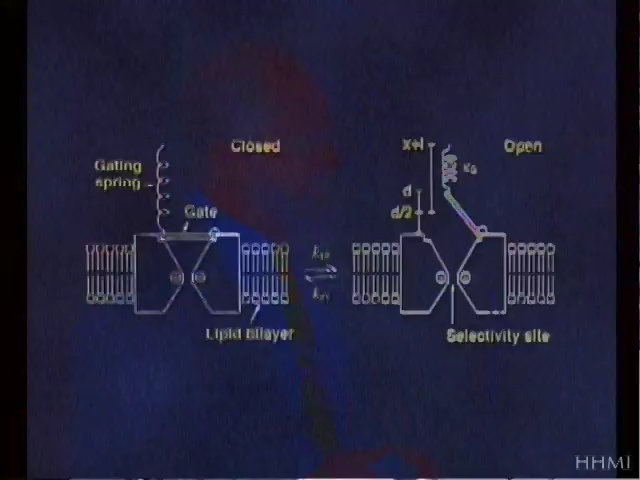 Closed
Gating
spring
Gate
Lipid bilayer
x+l
d
d/2
Open
Selectivity site
HHMI